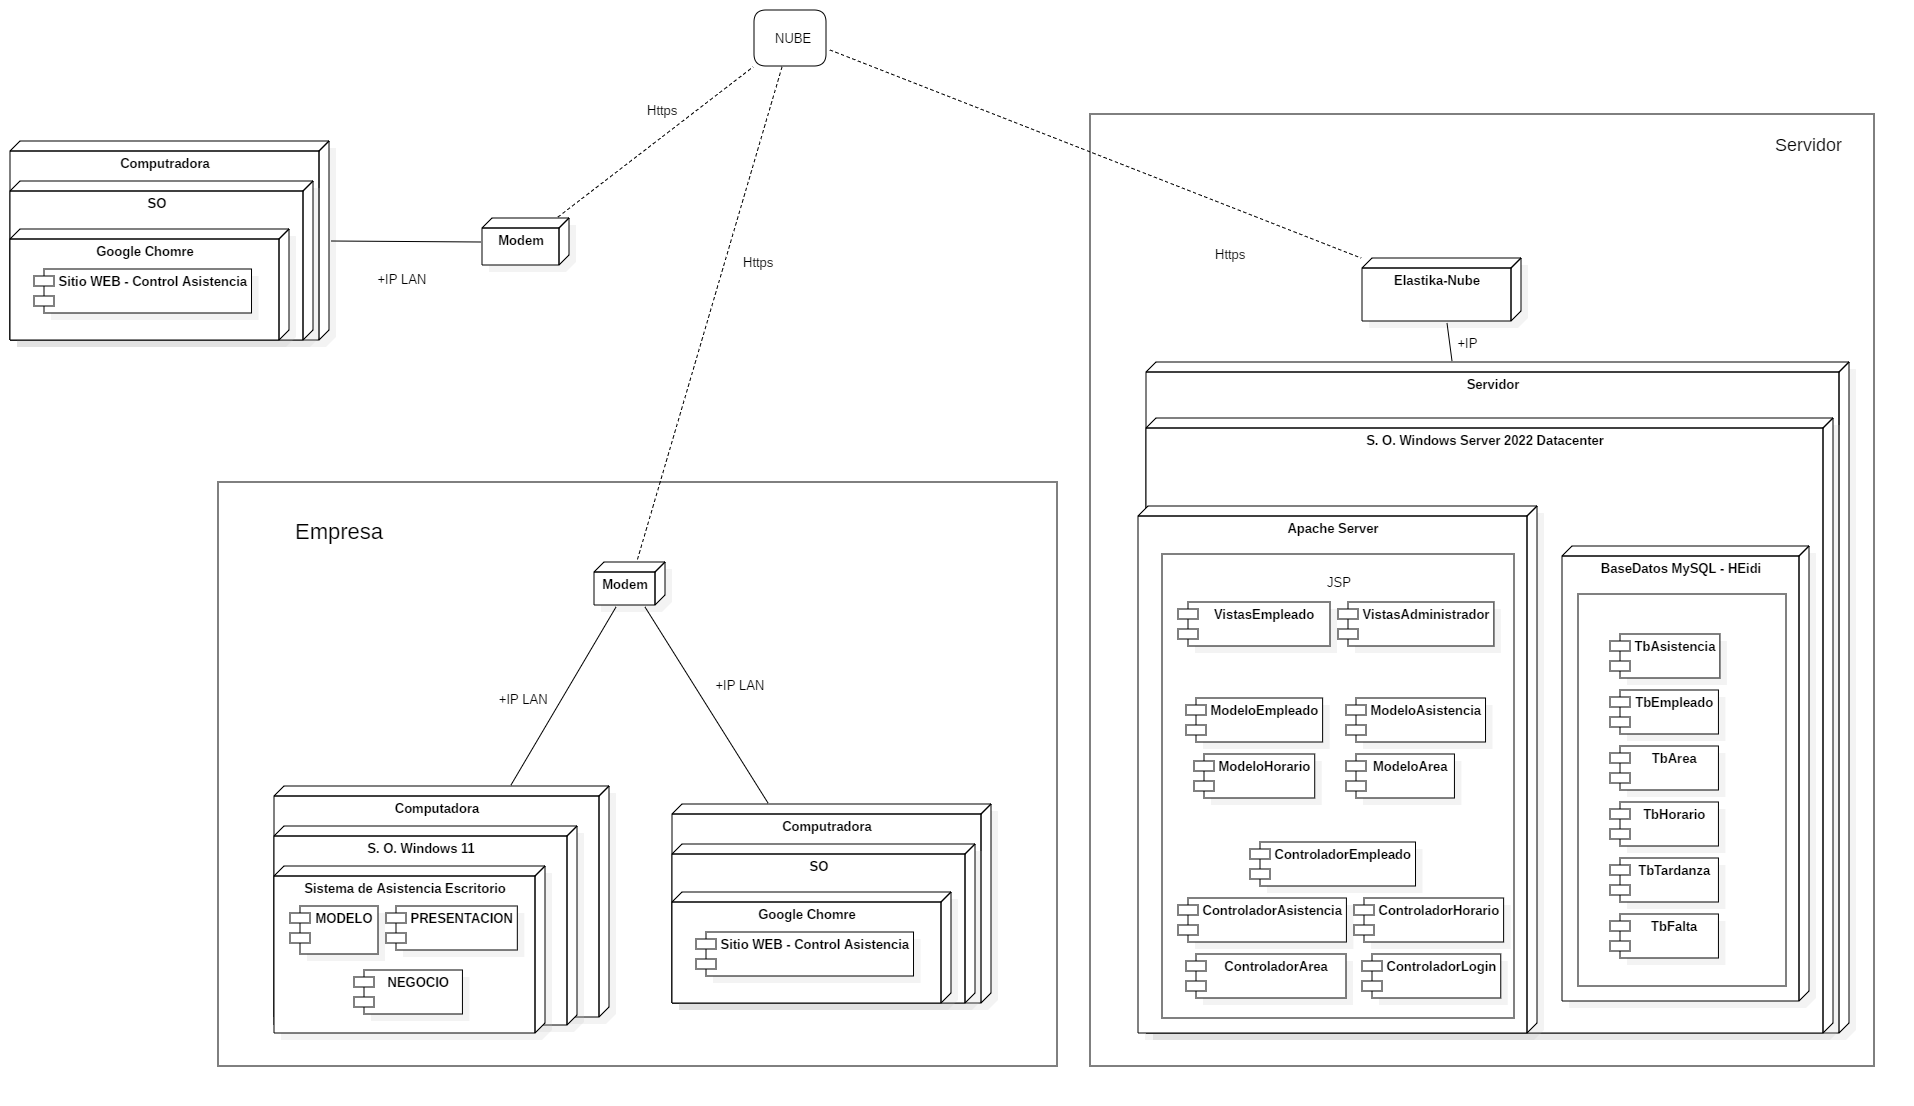 NUBE
Https
Https
Https
Computradora
SO
Google Chomre
Sitio WEB - Control Asistencia
+IP LAN
Modem
Empresa
Modem
+IP LAN
+IP LAN
Computadora
S. O. Windows 11
Sistema de Asistencia Escritorio
MODELO
PRESENTACION
NEGOCIO
Computradora
SO
Google Chomre
Sitio WEB - Control Asistencia
Servidor
Elastika-Nube
+IP
Servidor
S. O. Windows Server 2022 Datacenter
Apache Server
JSP
VistasEmpleado
VistasAdministrador
ModeloEmpleado
ModeloAsistencia
ModeloHorario
ModeloArea
ControladorEmpleado
ControladorAsistencia
ControladorHorario
ControladorArea
ControladorLogin
BaseDatos MySQL - HEidi
TbAsistencia
TbEmpleado
TbArea
TbHorario
TbTardanza
TbFalta